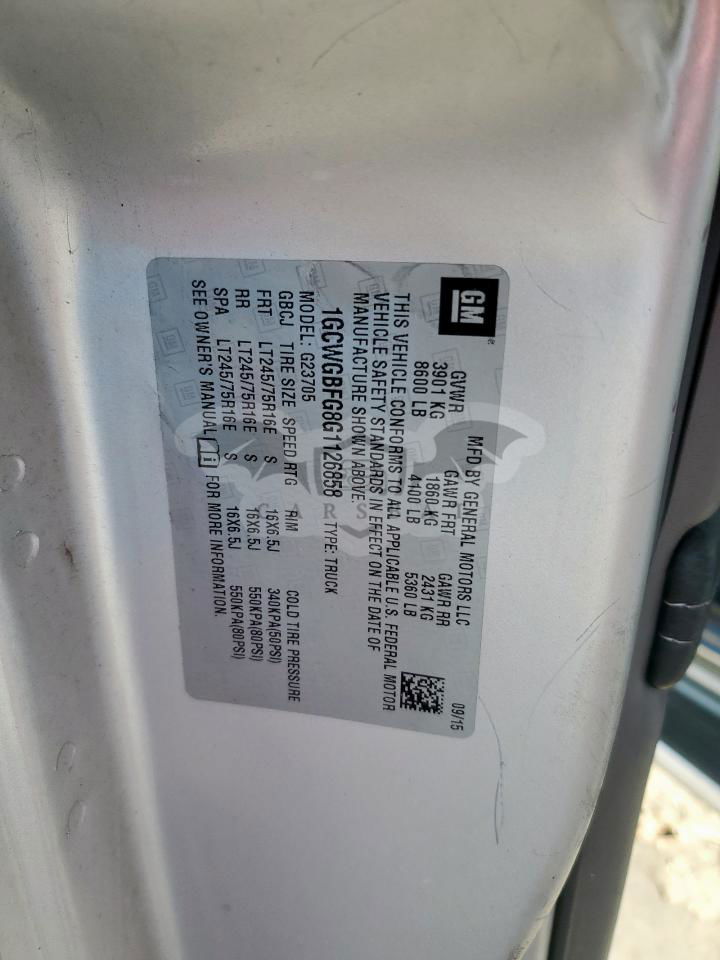 GM
MFD BY GENERAL MOTORS LLC 09/15
GVWR GAWR FRT GAWR RR
3901 KG 1860 KG 2431 KG
8600 LB 4100 LB 5360 LB
THIS VEHICLE CONFORMS TO ALL APPLICABLE U.S. FEDERAL MOTOR
VEHICLE SAFETY STANDARDS IN EFFECT ON THE DATE OF
MANUFACTURE SHOWN ABOVE.
1GCWGBFG8G1126858 TYPE: TRUCK
MODEL: G23705
GBCJ TIRE SIZE SPEED RTG RIM COLD TIRE PRESSURE
FRT LT245/75R16E S 16X6.5J 340KPA(50PSI)
RR LT245/75R16E S 16X6.5J 550KPA(80PSI)
SPA LT245/75R16E S 16X6.5J 550KPA(80PSI)
SEE OWNER'S MANUAL FOR MORE INFORMATION.